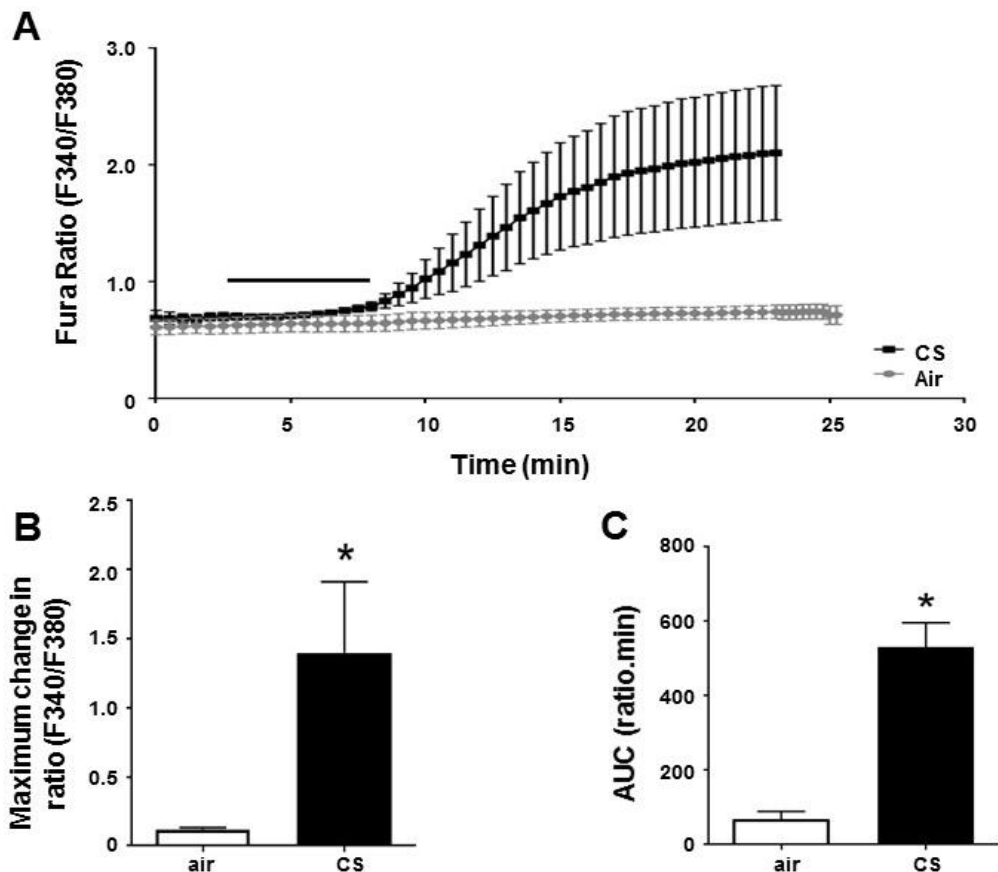 A
Fura Ratio (F340/F380)
3.0
2.0
1.0
0
0 5 10 15 20 25 30
Time (min)
CS
Air
B
Maximum change in
ratio (F340/F380)
2.5
2.0
1.5
1.0
0.5
0
*
air CS
C
AUC (ratio.min)
800
600
400
200
0
*
air CS